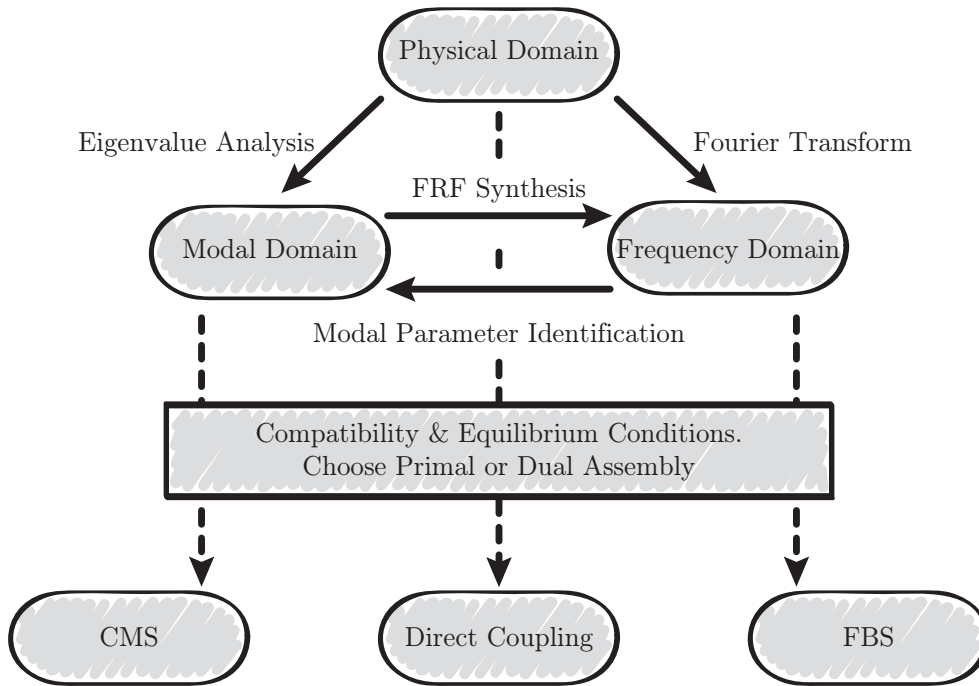 Physical Domain
Eigenvalue Analysis
Fourier Transform
FRF Synthesis
Modal Domain
Frequency Domain
Modal Parameter Identification
Compatibility & Equilibrium Conditions.
Choose Primal or Dual Assembly
CMS
Direct Coupling
FBS